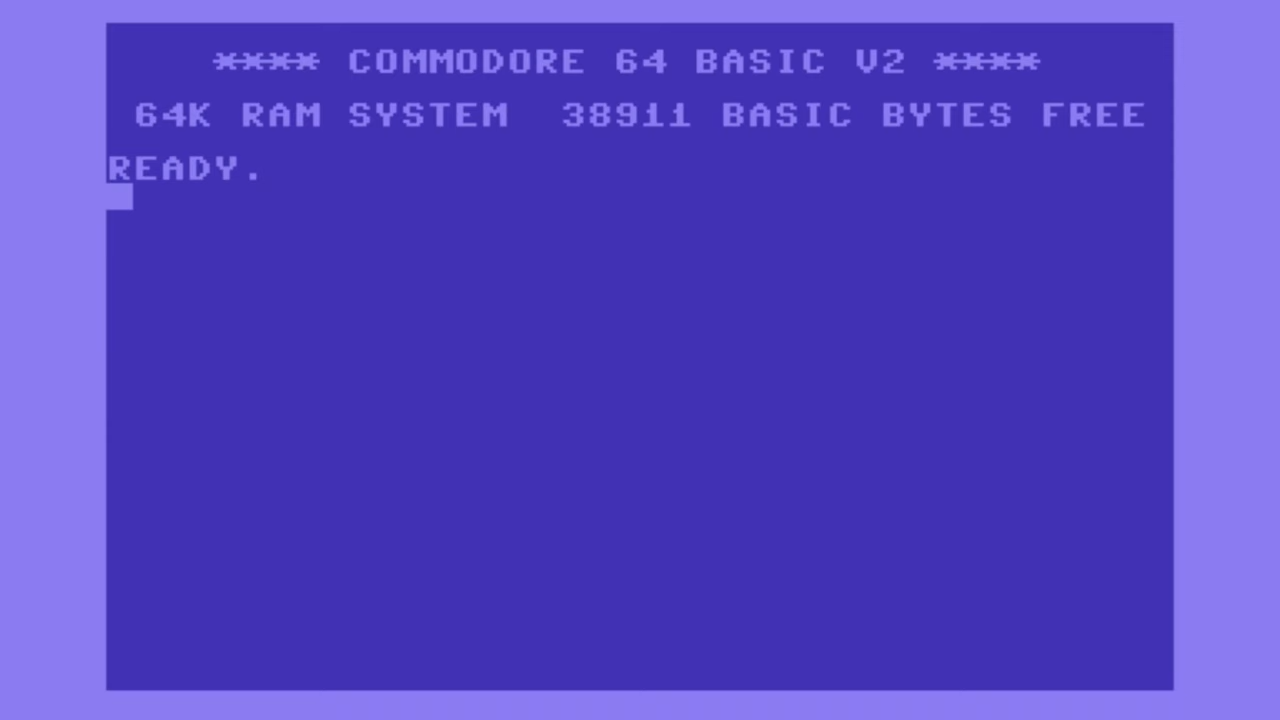 **** COMMODORE 64 BASIC V2 ****
64K RAM SYSTEM  38911 BASIC BYTES FREE
READY.